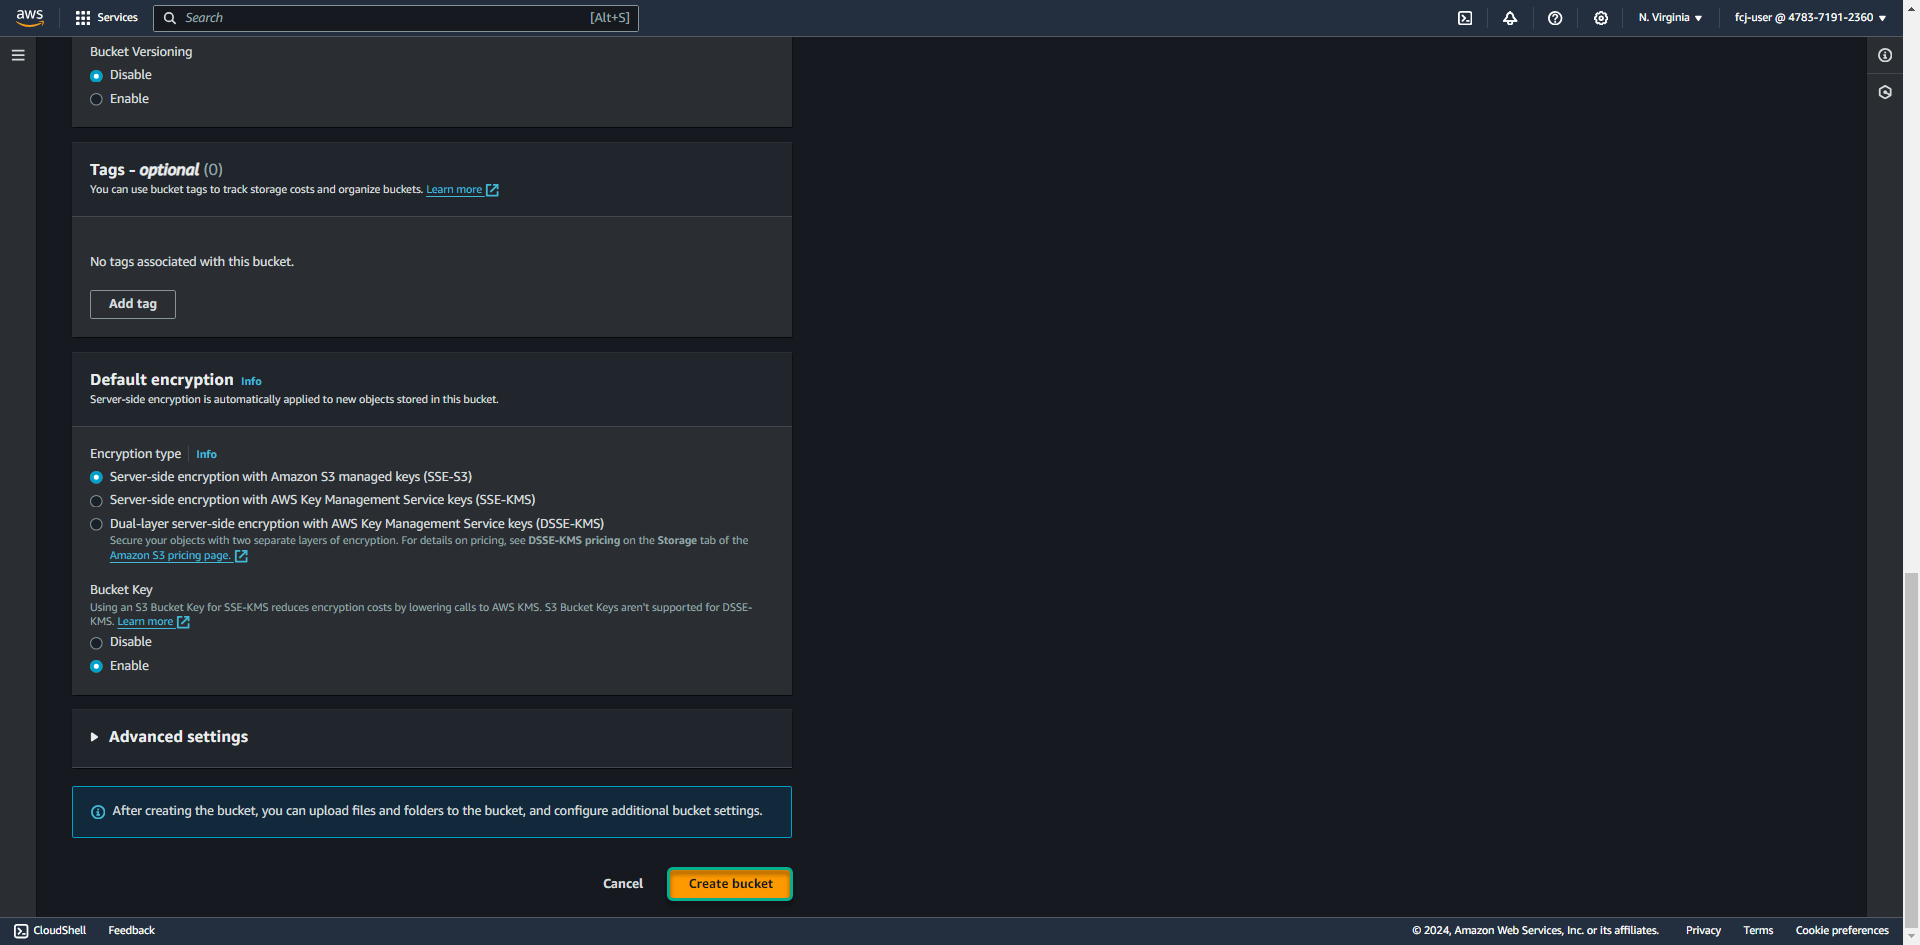 aws
Services
Search
[Alt+S]
N. Virginia
fcj-user @ 4783-7191-2360
Bucket Versioning
Disable
Enable
Tags - optional (0)
You can use bucket tags to track storage costs and organize buckets. Learn more
No tags associated with this bucket.
Add tag
Default encryption Info
Server-side encryption is automatically applied to new objects stored in this bucket.
Encryption type Info
Server-side encryption with Amazon S3 managed keys (SSE-S3)
Server-side encryption with AWS Key Management Service keys (SSE-KMS)
Dual-layer server-side encryption with AWS Key Management Service keys (DSSE-KMS)
Secure your objects with two separate layers of encryption. For details on pricing, see DSSE-KMS pricing on the Storage tab of the
Amazon S3 pricing page.
Bucket Key
Using an S3 Bucket Key for SSE-KMS reduces encryption costs by lowering calls to AWS KMS. S3 Bucket Keys aren't supported for DSSE-
KMS. Learn more
Disable
Enable
Advanced settings
After creating the bucket, you can upload files and folders to the bucket, and configure additional bucket settings.
Cancel
Create bucket
CloudShell
Feedback
© 2024, Amazon Web Services, Inc. or its affiliates.
Privacy
Terms
Cookie preferences